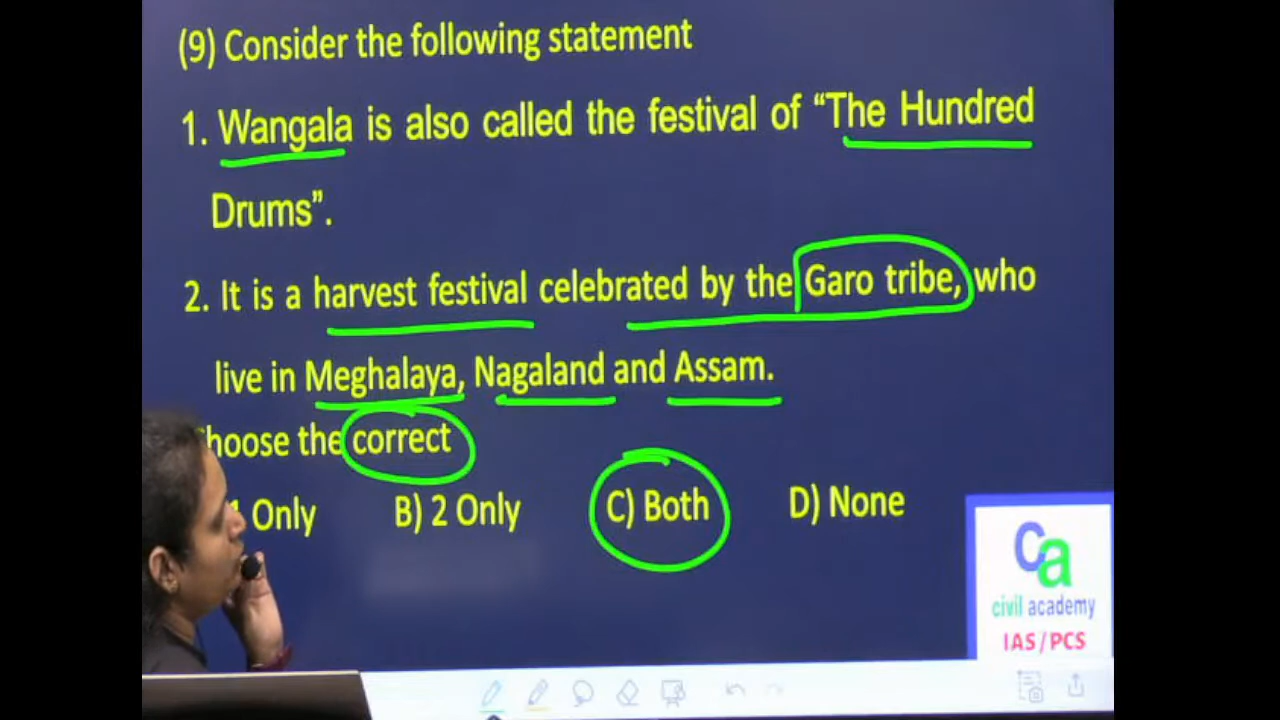 (9) Consider the following statement
1. Wangala is also called the festival of “The Hundred
Drums”.
2. It is a harvest festival celebrated by the Garo tribe, who
live in Meghalaya, Nagaland and Assam.
the correct
Only B) 2 Only C) Both D) None
ca
civil academy
IAS/PCS